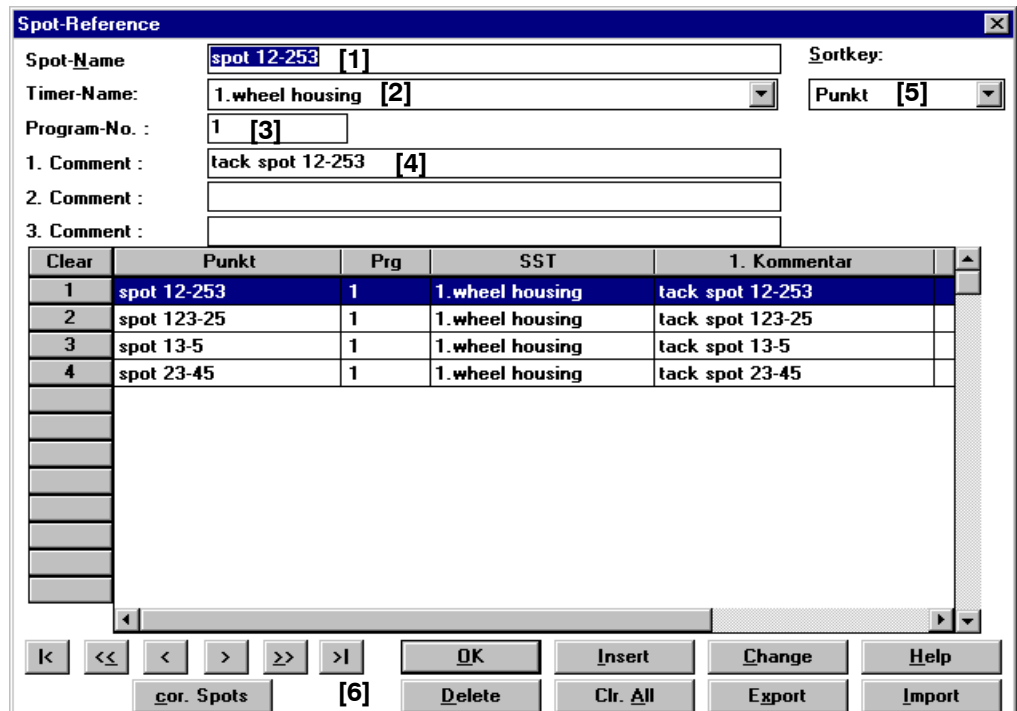 Spot-Reference
Spot-Name spot 12-253 [1] Sortkey:
Timer-Name: 1.wheel housing [2] Punkt [5]
Program-No. : 1 [3]
1. Comment : tack spot 12-253 [4]
2. Comment :
3. Comment :
Clear Punkt Prg SST 1. Kommentar
1 spot 12-253 1 1.wheel housing tack spot 12-253
2 spot 123-25 1 1.wheel housing tack spot 123-25
3 spot 13-5 1 1.wheel housing tack spot 13-5
4 spot 23-45 1 1.wheel housing tack spot 23-45
I< << < > >> >I OK Insert Change Help
cor. Spots [6] Delete Clr. All Export Import